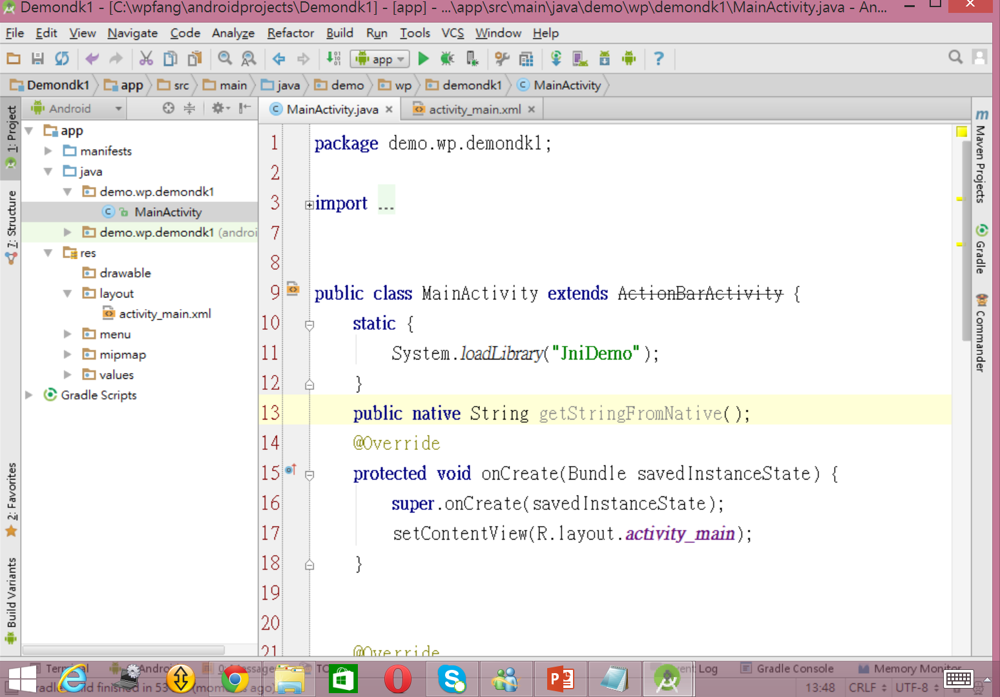 Demondk1 - [C:\wpfang\androidprojects\Demondk1] - [app] - ...\app\src\main\java\demo\wp\demondk1\MainActivity.java - An...
File Edit View Navigate Code Analyze Refactor Build Run Tools VCS Window Help
app
Demondk1 app src main java demo wp demondk1 MainActivity
Android
MainActivity.java
activity_main.xml
1: Project
7: Structure
2: Favorites
Build Variants
app
manifests
java
demo.wp.demondk1
MainActivity
demo.wp.demondk1 (androi
res
drawable
layout
activity_main.xml
menu
mipmap
values
Gradle Scripts
1 package demo.wp.demondk1;
2
3 import ...
7
8
9 public class MainActivity extends ActionBarActivity {
10 static {
11 System.loadLibrary("JniDemo");
12 }
13 public native String getStringFromNative();
14 @Override
15 protected void onCreate(Bundle savedInstanceState) {
16 super.onCreate(savedInstanceState);
17 setContentView(R.layout.activity_main);
18 }
19
20
21 @Override
Maven Projects
Gradle
Commander
Log Gradle Console Memory Monitor
13:48 CRLF UTF-8